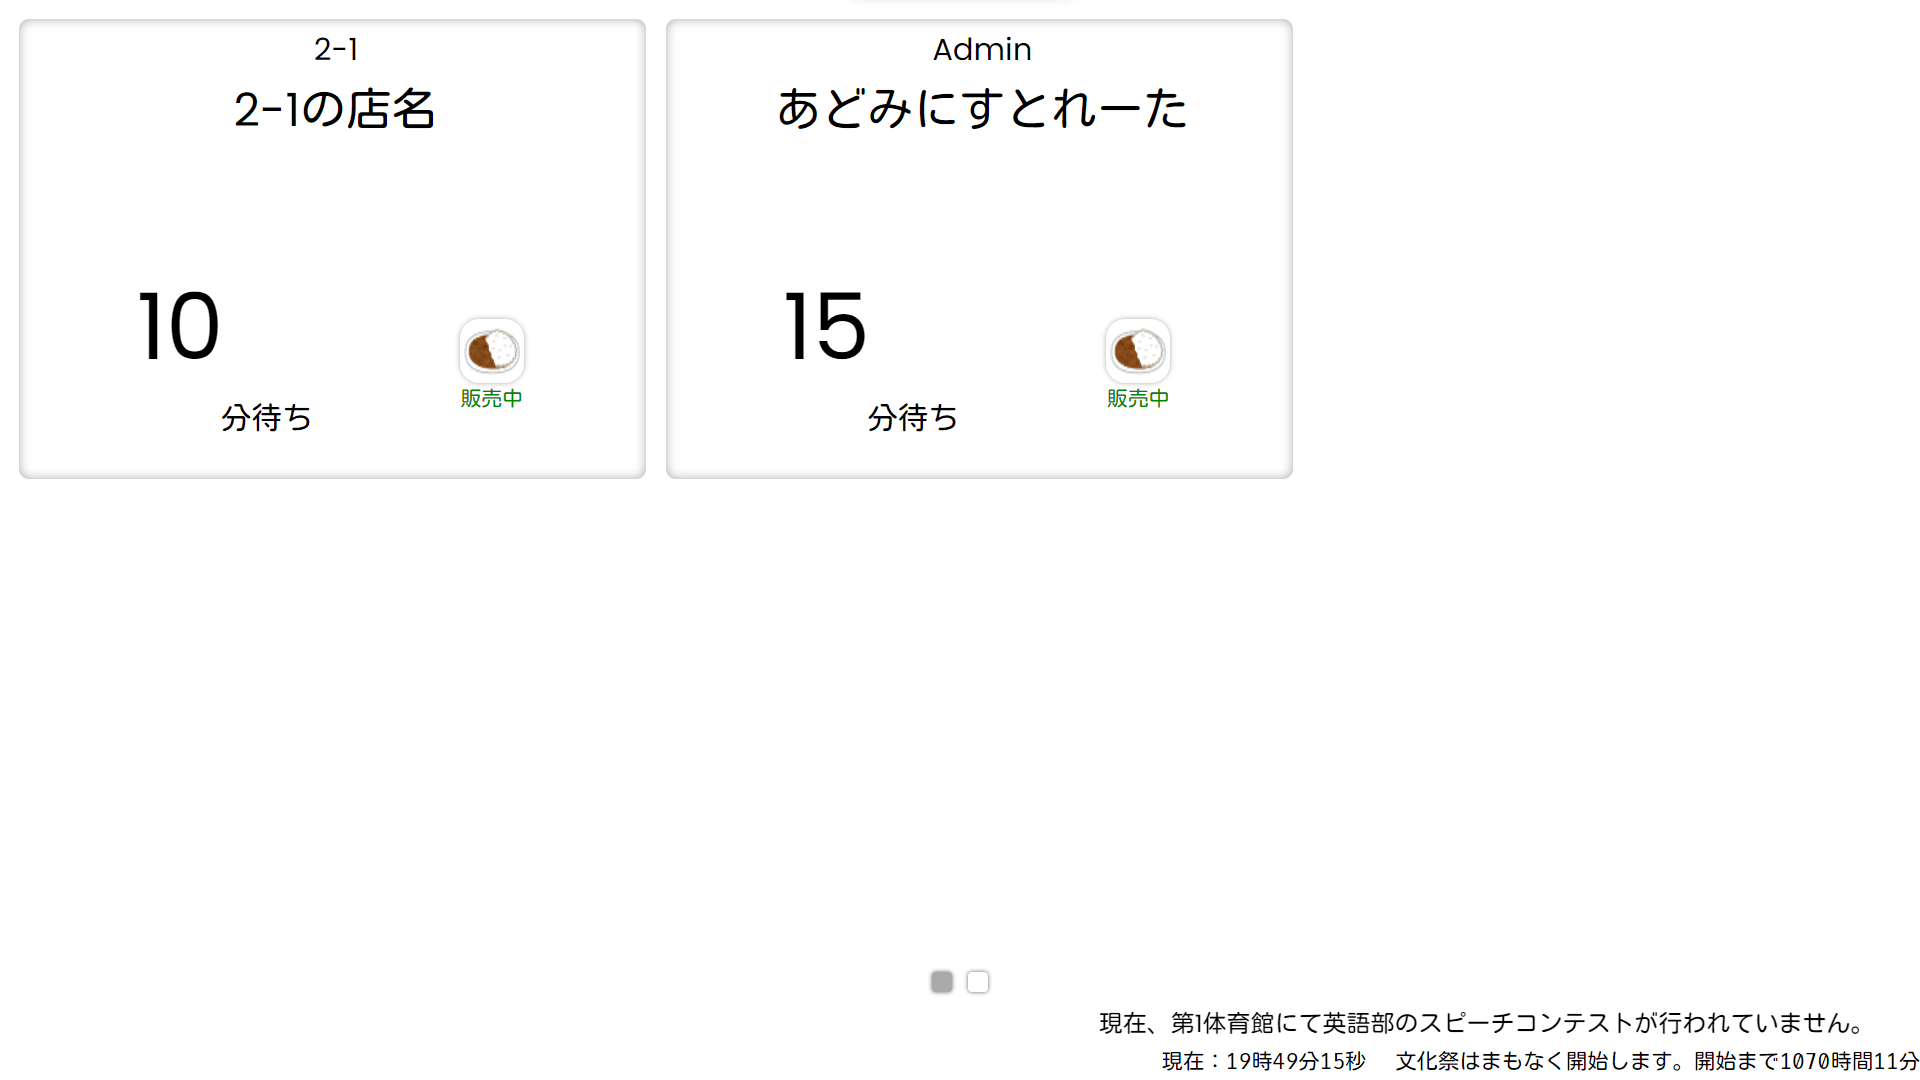 2-1
2-1の店名
10
分待ち
販売中
Admin
あどみにすとれーた
15
分待ち
販売中
現在、第1体育館にて英語部のスピーチコンテストが行われていません。
現在：19時49分15秒 文化祭はまもなく開始します。開始まで1070時間11分